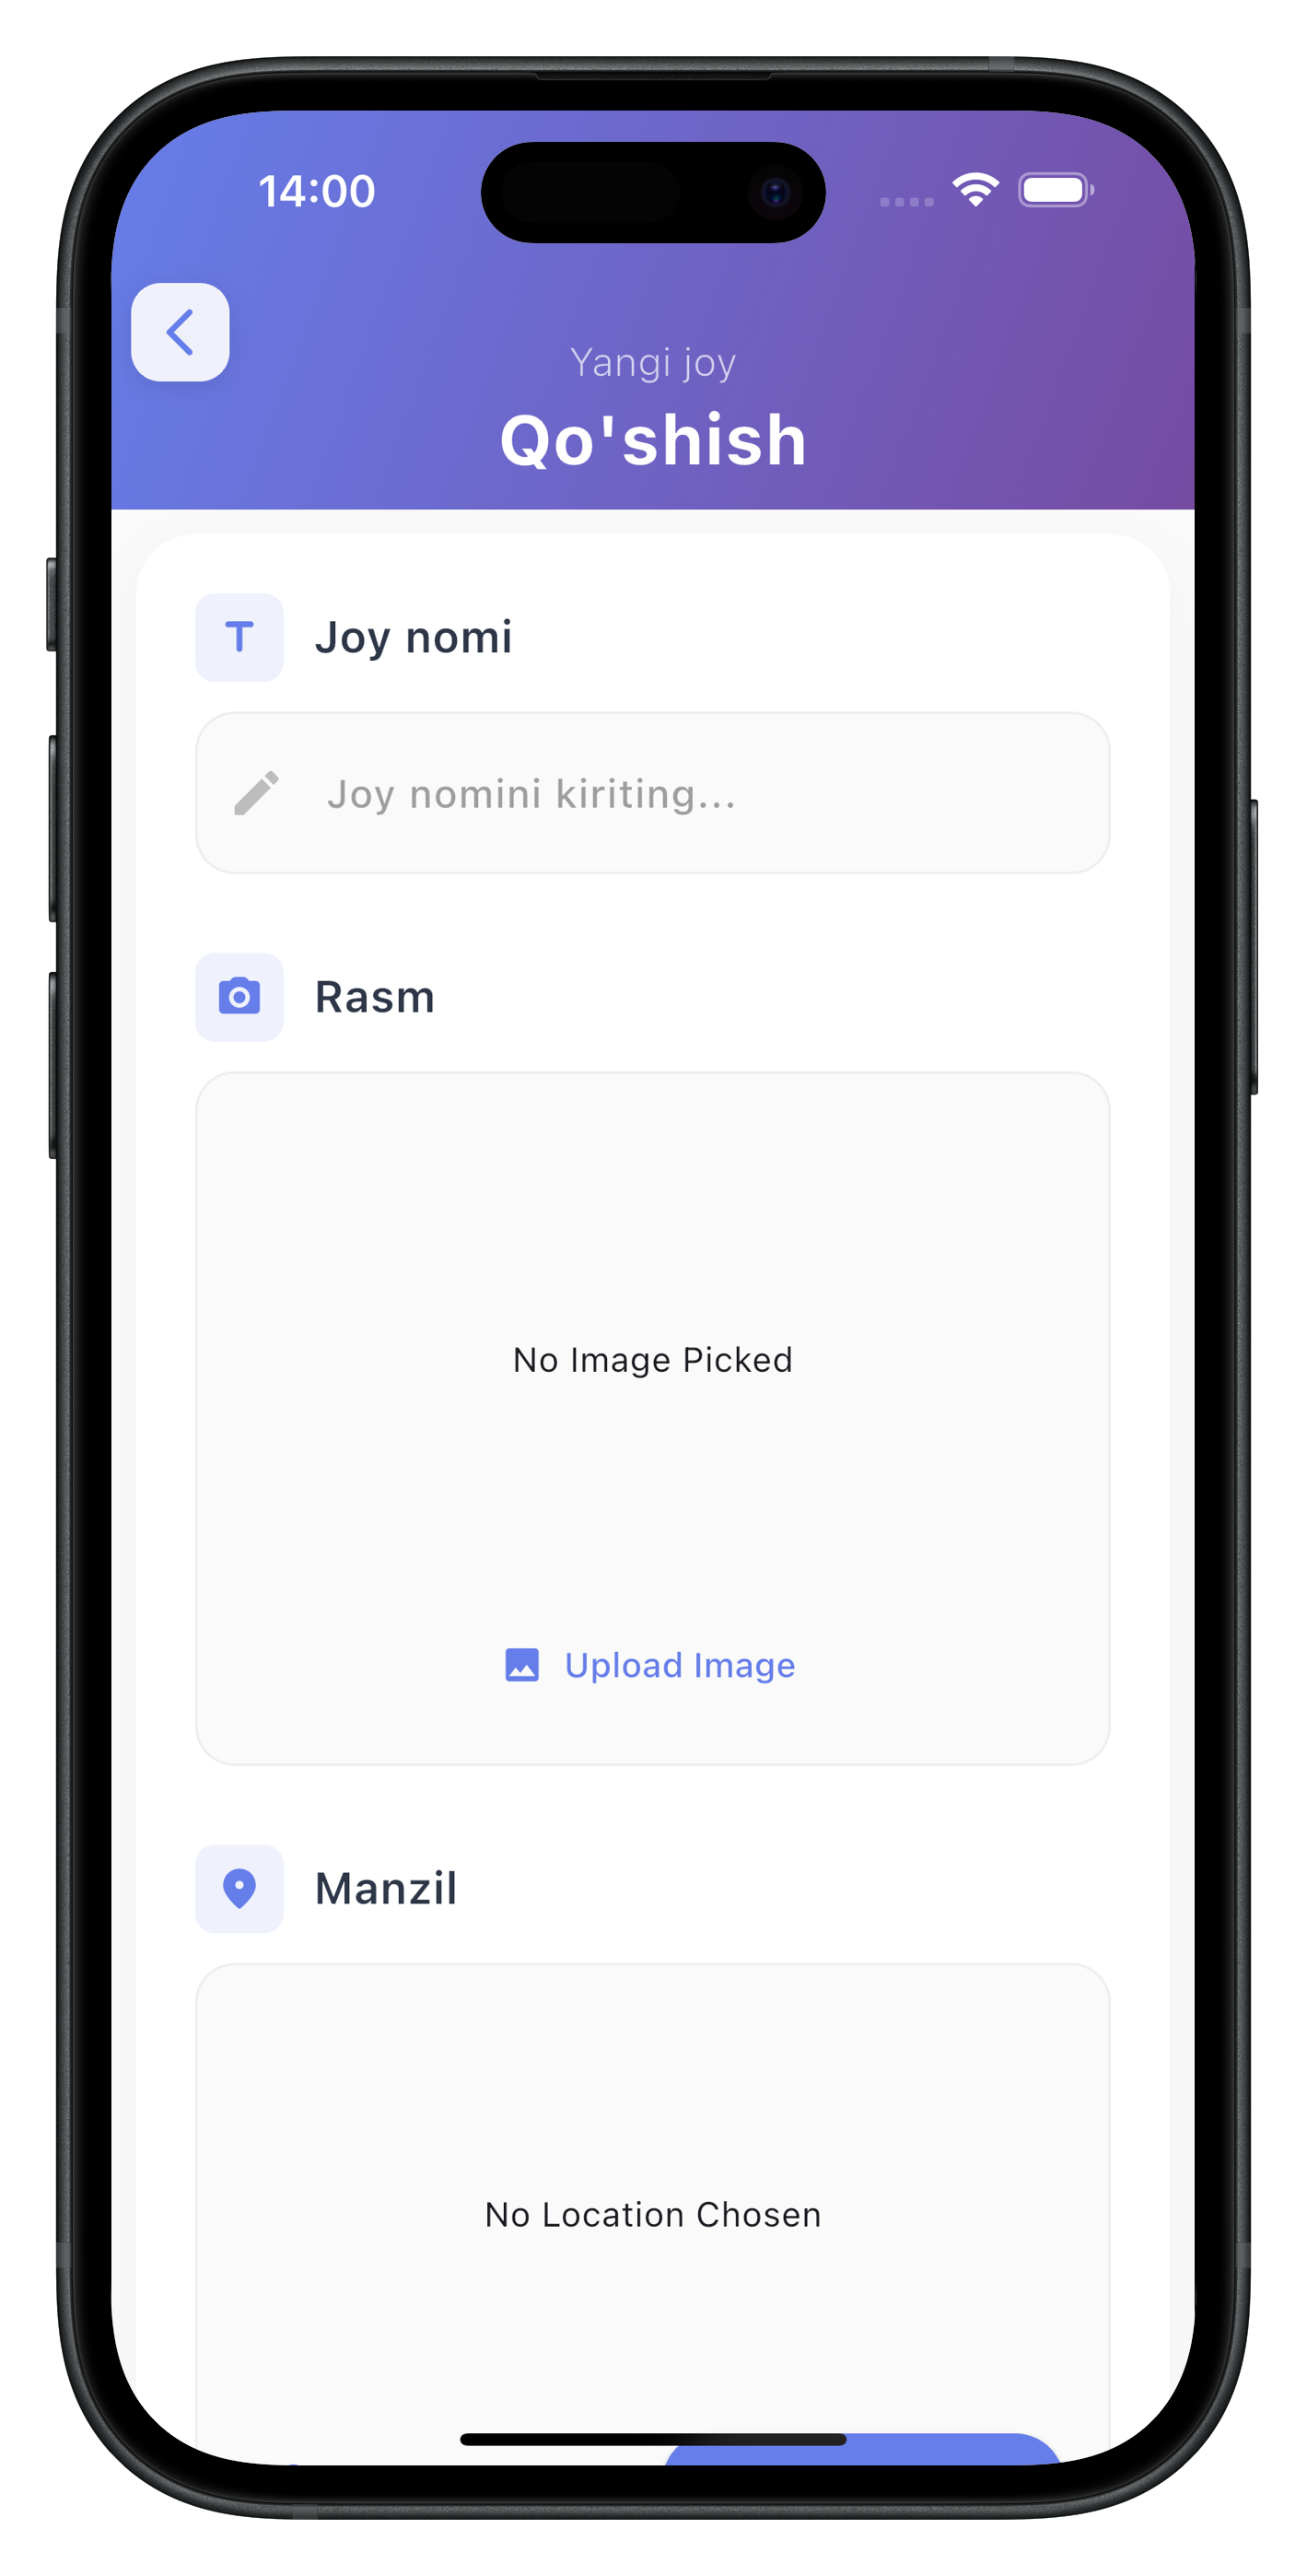 14:00
Yangi joy
Qo'shish
Joy nomi
Joy nomini kiriting...
Rasm
No Image Picked
Upload Image
Manzil
No Location Chosen